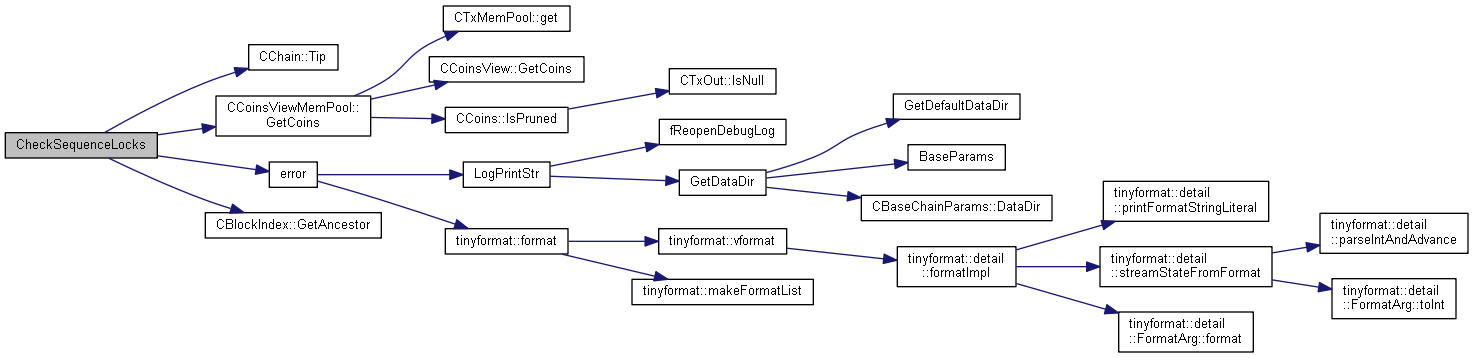 CheckSequenceLocks
CChain::Tip
CCoinsViewMemPool::
GetCoins
error
CBlockIndex::GetAncestor
CTxMemPool::get
CCoinsView::GetCoins
CCoins::IsPruned
LogPrintStr
tinyformat::format
CTxOut::IsNull
fReopenDebugLog
GetDataDir
tinyformat::vformat
tinyformat::makeFormatList
GetDefaultDataDir
BaseParams
CBaseChainParams::DataDir
tinyformat::detail
::formatImpl
tinyformat::detail
::printFormatStringLiteral
tinyformat::detail
::streamStateFromFormat
tinyformat::detail
::FormatArg::format
tinyformat::detail
::parseIntAndAdvance
tinyformat::detail
::FormatArg::toInt